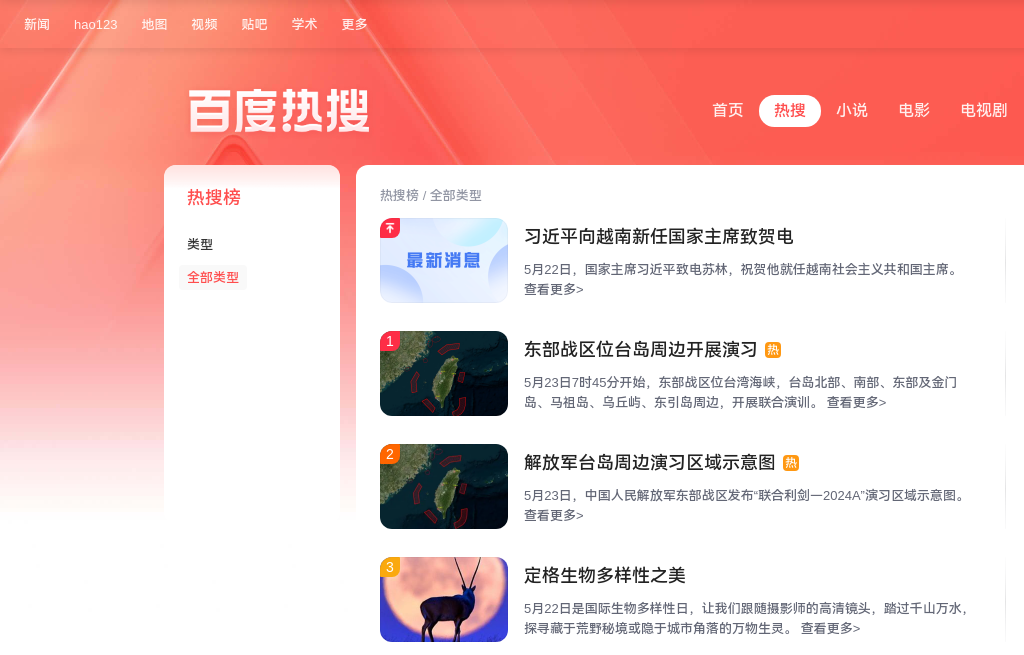 新闻 hao123 地图 视频 贴吧 学术 更多
百度热搜
首页 热搜 小说 电影 电视剧
热搜榜
类型
全部类型
热搜榜 / 全部类型
最新消息
习近平向越南新任国家主席致贺电
5月22日，国家主席习近平致电苏林，祝贺他就任越南社会主义共和国主席。
查看更多>
1
东部战区位台岛周边开展演习 热
5月23日7时45分开始，东部战区位台湾海峡，台岛北部、南部、东部及金门
岛、马祖岛、乌丘屿、东引岛周边，开展联合演训。 查看更多>
2
解放军台岛周边演习区域示意图 热
5月23日，中国人民解放军东部战区发布“联合利剑—2024A”演习区域示意图。
查看更多>
3
定格生物多样性之美
5月22日是国际生物多样性日，让我们跟随摄影师的高清镜头，踏过千山万水，
探寻藏于荒野秘境或隐于城市角落的万物生灵。 查看更多>